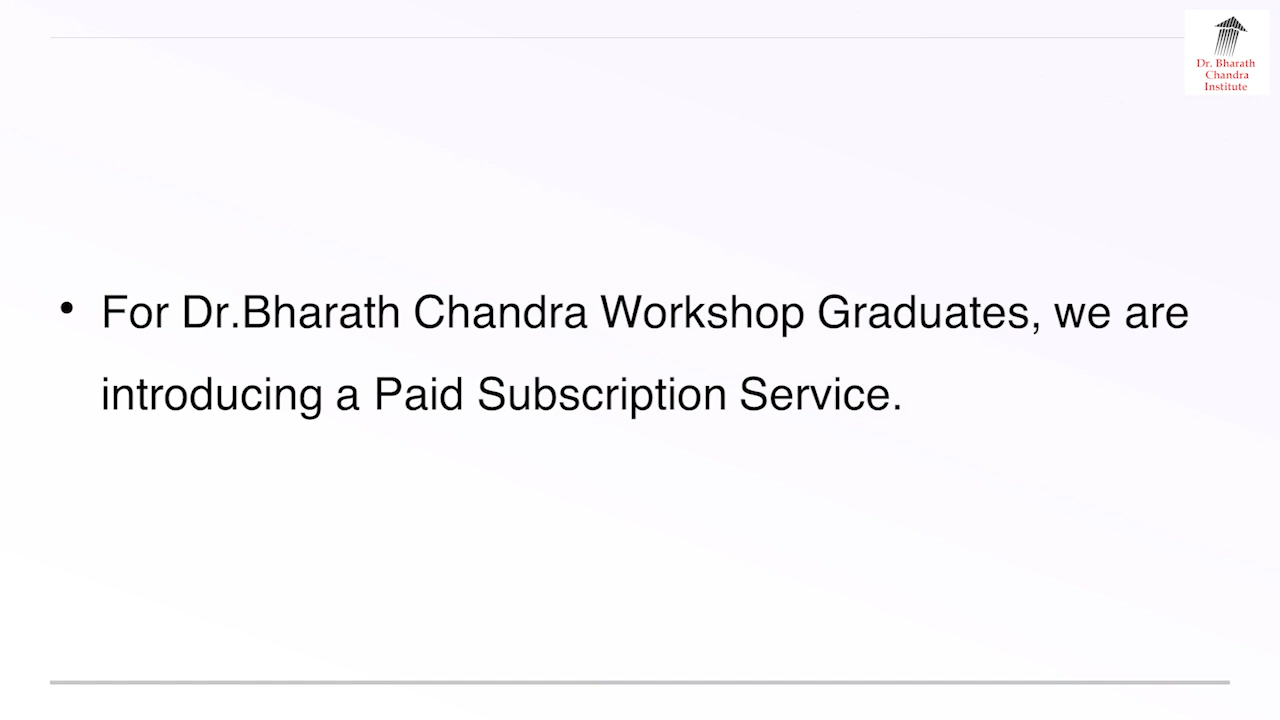 Dr. Bharath
Chandra
Institute
• For Dr.Bharath Chandra Workshop Graduates, we are
introducing a Paid Subscription Service.